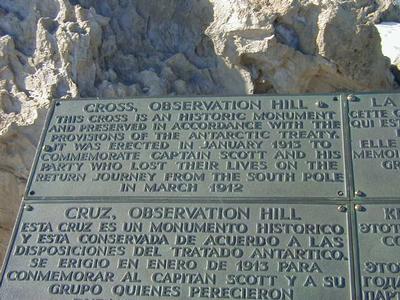 CROSS, OBSERVATION HILL
THIS CROSS IS AN HISTORIC MONUMENT
AND PRESERVED IN ACCORDANCE WITH THE
PROVISIONS OF THE ANTARCTIC TREATY.
IT WAS ERECTED IN JANUARY 1913 TO
COMMEMORATE CAPTAIN SCOTT AND HIS
PARTY WHO LOST THEIR LIVES ON THE
RETURN JOURNEY FROM THE SOUTH POLE
IN MARCH 1912
LA
CETTE
QUI ES
ELLE
MEMO
CRUZ, OBSERVATION HILL
ESTA CRUZ ES UN MONUMENTO HISTORICO
Y ESTA CONSERVADA DE ACUERDO A LAS
DISPOSICIONES DEL TRATADO ANTARTICO.
SE ERIGIO EN ENERO DE 1913 PARA
CONMEMORAR AL CAPITAN SCOTT Y A SU
GRUPO QUIENES PERECIERON